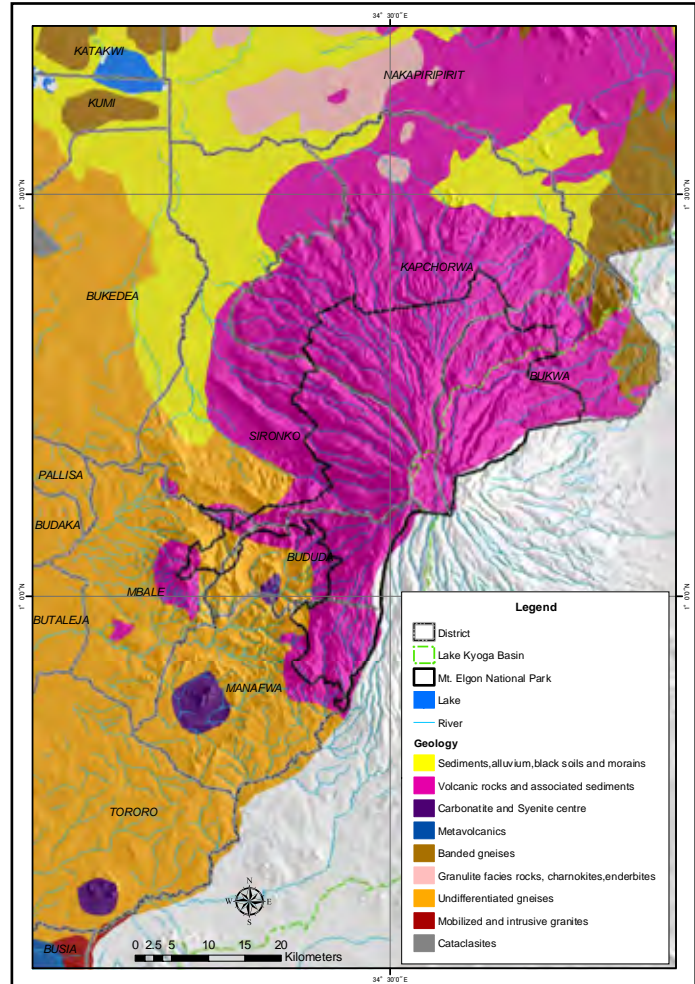 34° 30'0"E
KATAKWI
NAKAPIRIPIRIT
KUMI
1° 30'0"N
1° 30'0"N
KAPCHORWA
BUKEDEA
BUKWA
SIRONKO
PALLISA
BUDAKA
BUDUDA
MBALE
1° 0'0"N
1° 0'0"N
BUTALEJA
MANAFWA
TORORO
BUSIA
N
W
E
S
0 2.5 5 10 15 20
Kilometers
34° 30'0"E
Legend
District
Lake Kyoga Basin
Mt. Elgon National Park
Lake
River
Geology
Sediments,alluvium,black soils and morains
Volcanic rocks and associated sediments
Carbonatite and Syenite centre
Metavolcanics
Banded gneises
Granulite facies rocks, charnokites,enderbites
Undifferentiated gneises
Mobilized and intrusive granites
Cataclasites